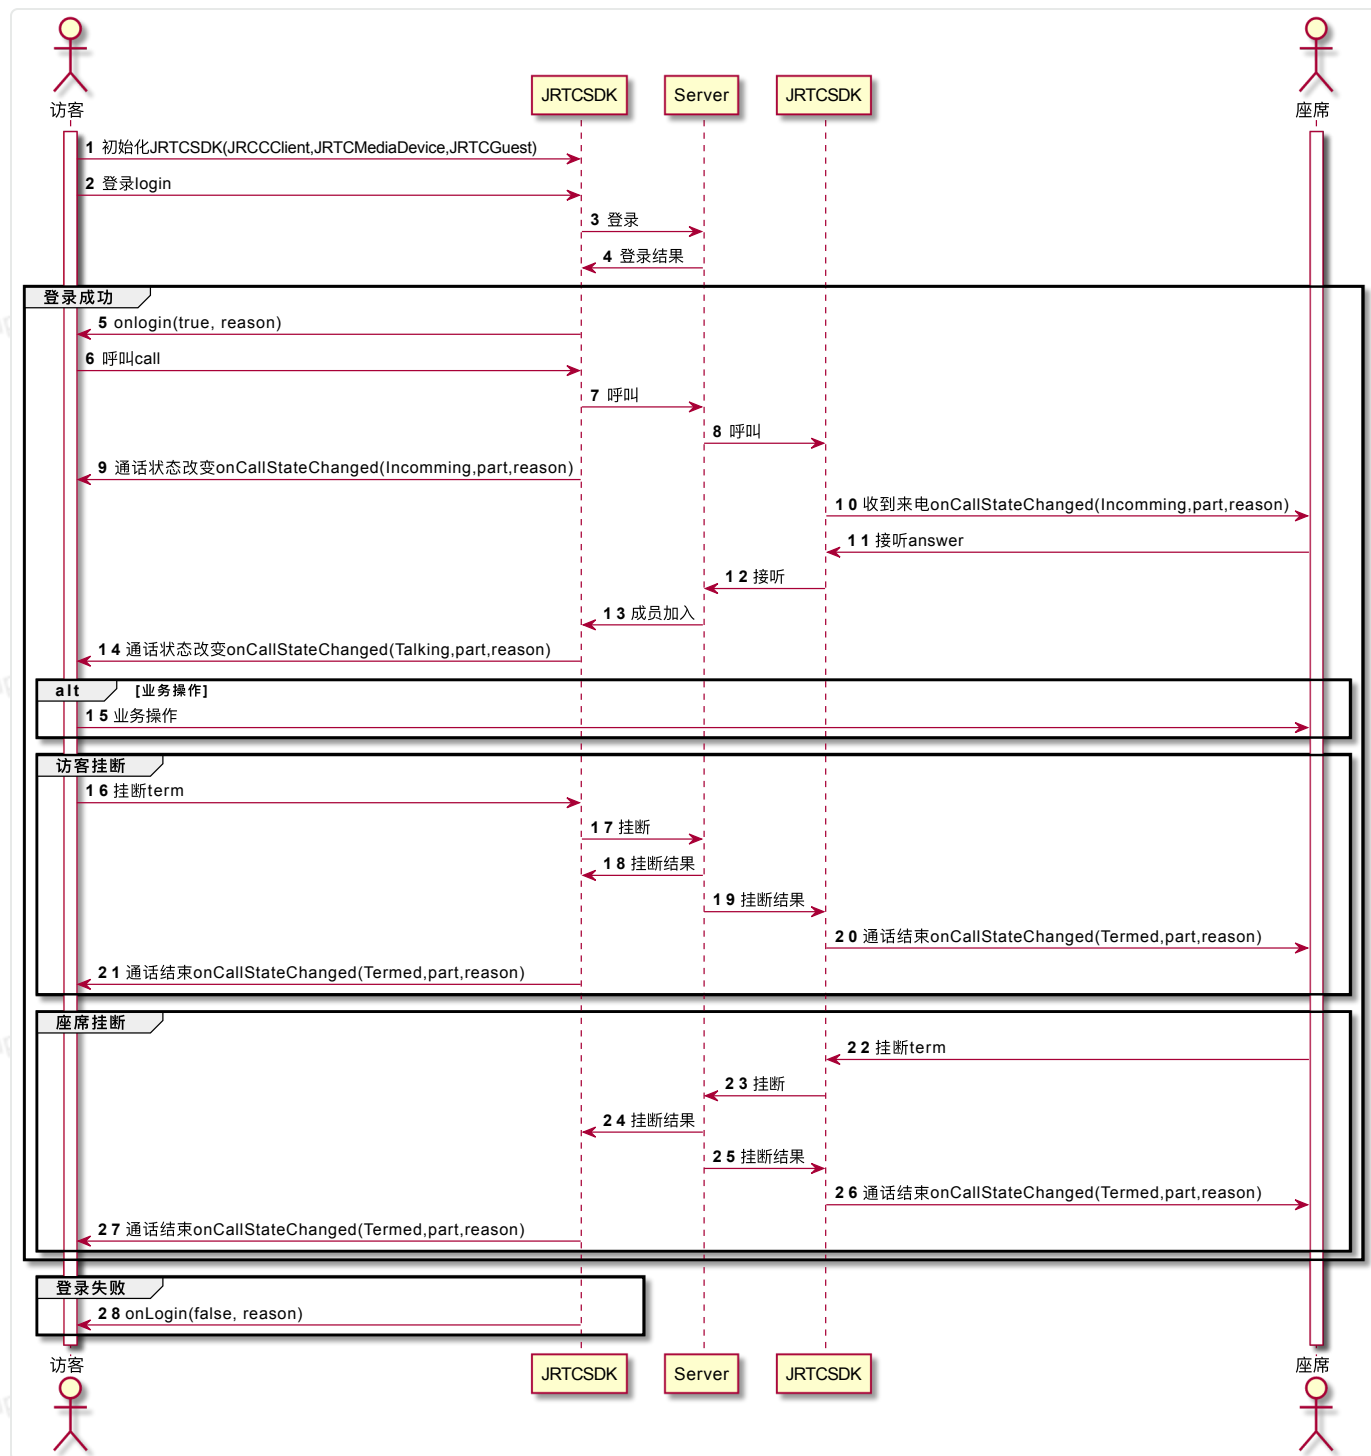 访客
座席
JRTCSDK
Server
JRTCSDK
1 初始化JRTCSDK(JRCCClient,JRTCMediaDevice,JRTCGuest)
2 登录login
3 登录
4 登录结果
登录成功
5 onlogin(true, reason)
6 呼叫call
7 呼叫
8 呼叫
9 通话状态改变onCallStateChanged(Incomming,part,reason)
10 收到来电onCallStateChanged(Incomming,part,reason)
11 接听answer
12 接听
13 成员加入
14 通话状态改变onCallStateChanged(Talking,part,reason)
alt [业务操作]
15 业务操作
访客挂断
16 挂断term
17 挂断
18 挂断结果
19 挂断结果
20 通话结束onCallStateChanged(Termed,part,reason)
21 通话结束onCallStateChanged(Termed,part,reason)
座席挂断
22 挂断term
23 挂断
24 挂断结果
25 挂断结果
26 通话结束onCallStateChanged(Termed,part,reason)
27 通话结束onCallStateChanged(Termed,part,reason)
登录失败
28 onLogin(false, reason)
访客
JRTCSDK
Server
JRTCSDK
座席